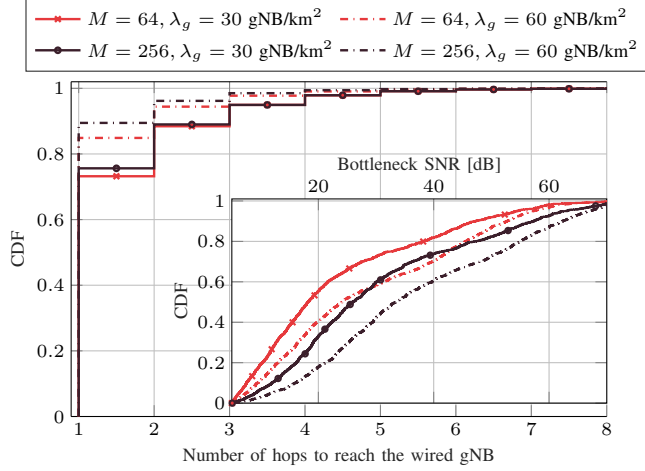 M = 64, λg = 30 gNB/km² M = 64, λg = 60 gNB/km²
M = 256, λg = 30 gNB/km² M = 256, λg = 60 gNB/km²
1
0.8
0.6
0.4
0.2
0
CDF
1 2 3 4 5 6 7 8
Number of hops to reach the wired gNB
Bottleneck SNR [dB]
20 40 60
1
0.8
0.6
0.4
0.2
0
CDF